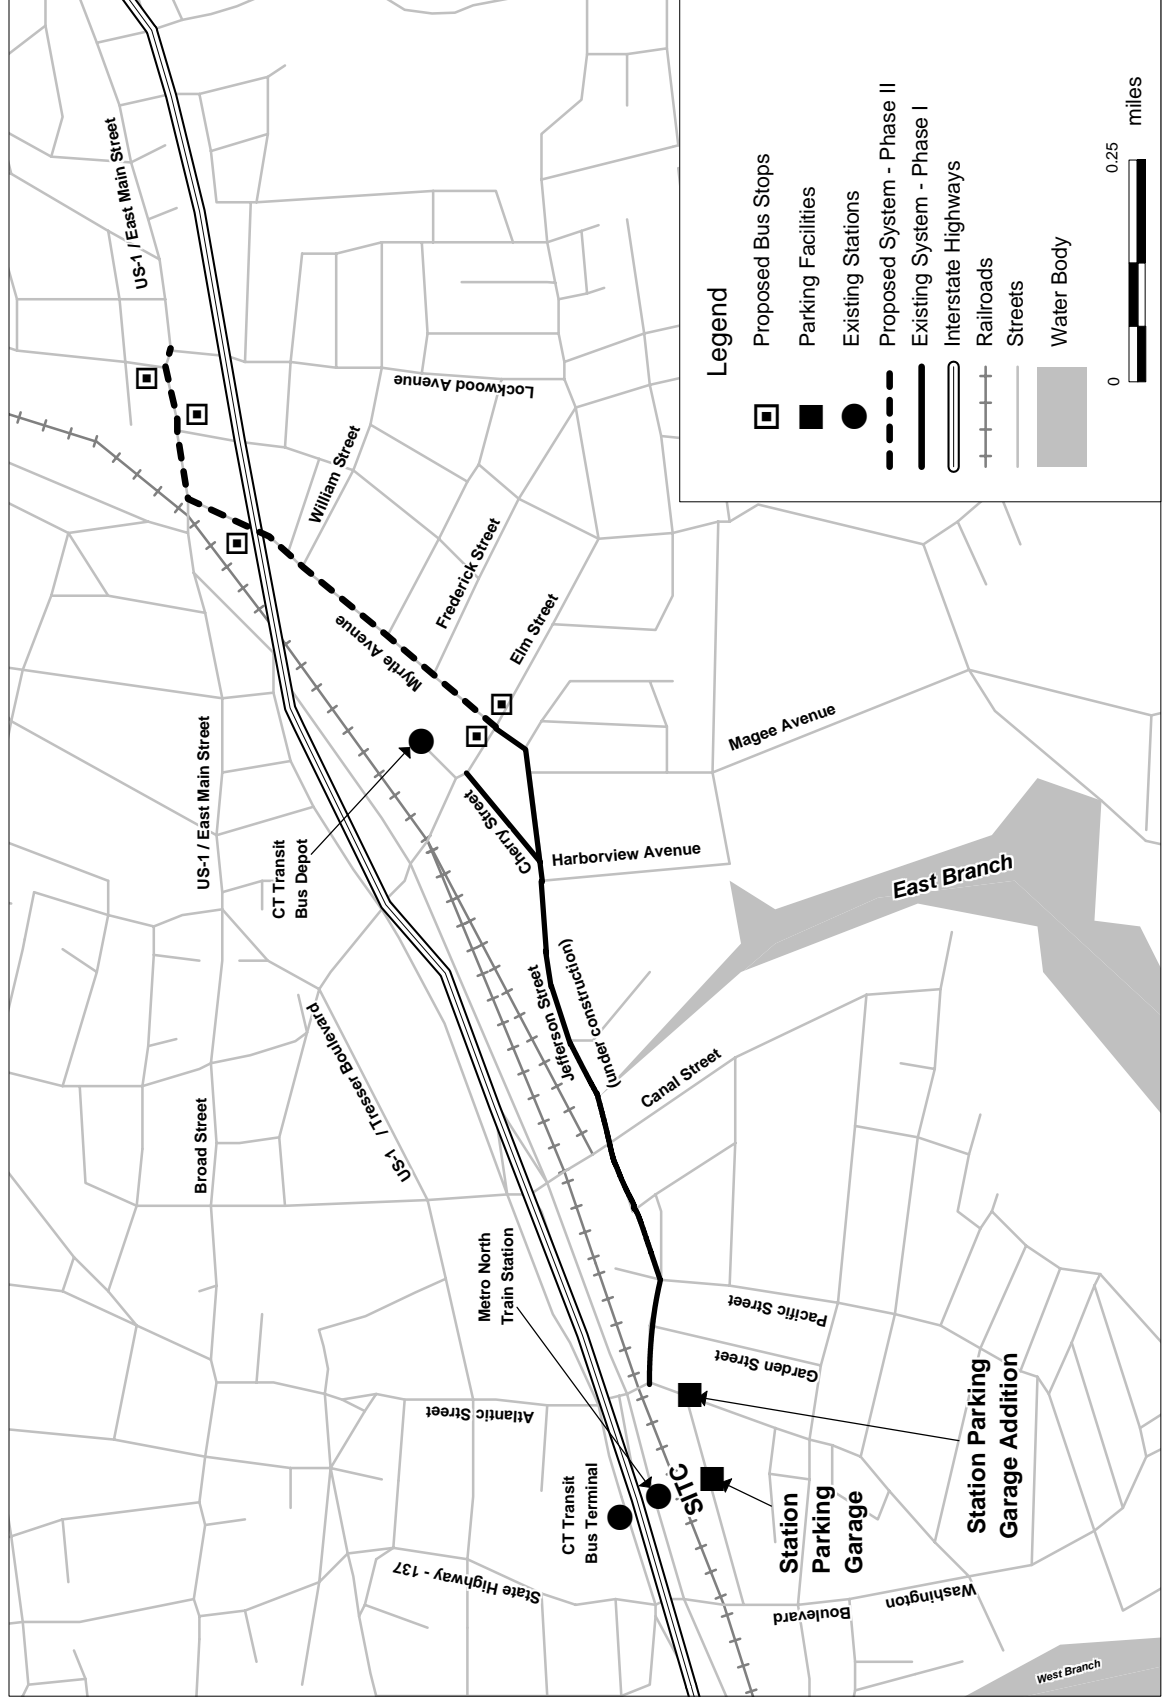 US-1 / East Main Street
US-1 / East Main Street
Lockwood Avenue
William Street
Frederick Street
Elm Street
Myrtle Avenue
CT Transit
Bus Depot
Cherry Street
Harborview Avenue
Magee Avenue
East Branch
Jefferson Street
(under construction)
Canal Street
Broad Street
US-1 / Tresser Boulevard
Metro North
Train Station
Pacific Street
Garden Street
Atlantic Street
CT Transit
Bus Terminal
SITC
Station
Parking
Garage
Station Parking
Garage Addition
State Highway - 137
Washington
Boulevard
West Branch
Legend
Proposed Bus Stops
Parking Facilities
Existing Stations
Proposed System - Phase II
Existing System - Phase I
Interstate Highways
Railroads
Streets
Water Body
0
0.25
miles